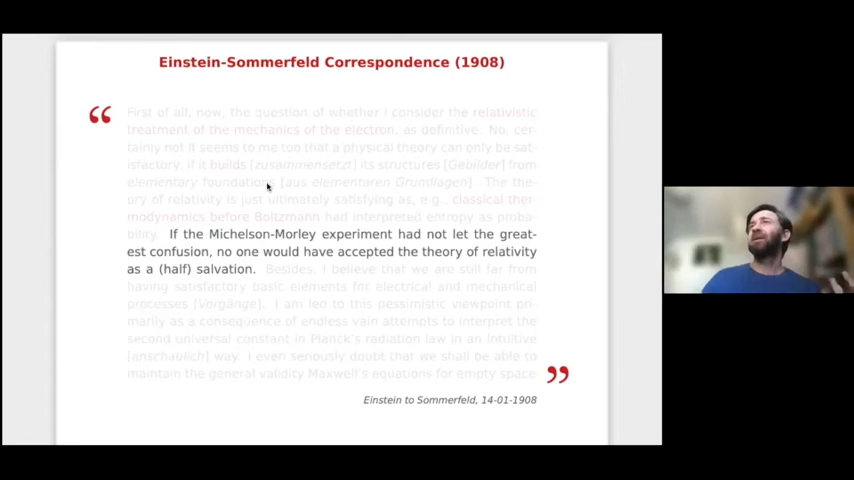 Einstein-Sommerfeld Correspondence (1908)
“
First of all, now, the question of whether I consider the relativistic
treatment of the mechanics of the electron, as definitive. No, cer-
tainly not It seems to me too that a physical theory can only be sat-
isfactory, if it builds [zusammensetzt] its structures [Gebilder] from
elementary foundations [aus elementaren Grundlagen]. The the-
ory of relativity is just ultimately satisfying as, e.g., classical ther-
modynamics before Boltzmann had interpreted entropy as proba-
bility. If the Michelson-Morley experiment had not let the great-
est confusion, no one would have accepted the theory of relativity
as a (half) salvation. Besides, I believe that we are still far from
having satisfactory basic elements for electrical and mechanical
processes [Vorgänge]. I am led to this pessimistic viewpoint pri-
marily as a consequence of endless vain attempts to interpret the
second universal constant in Planck's radiation law in an intuitive
[anschaulich] way. I even seriously doubt that we shall be able to
maintain the general validity Maxwell's equations for empty space
”
Einstein to Sommerfeld, 14-01-1908